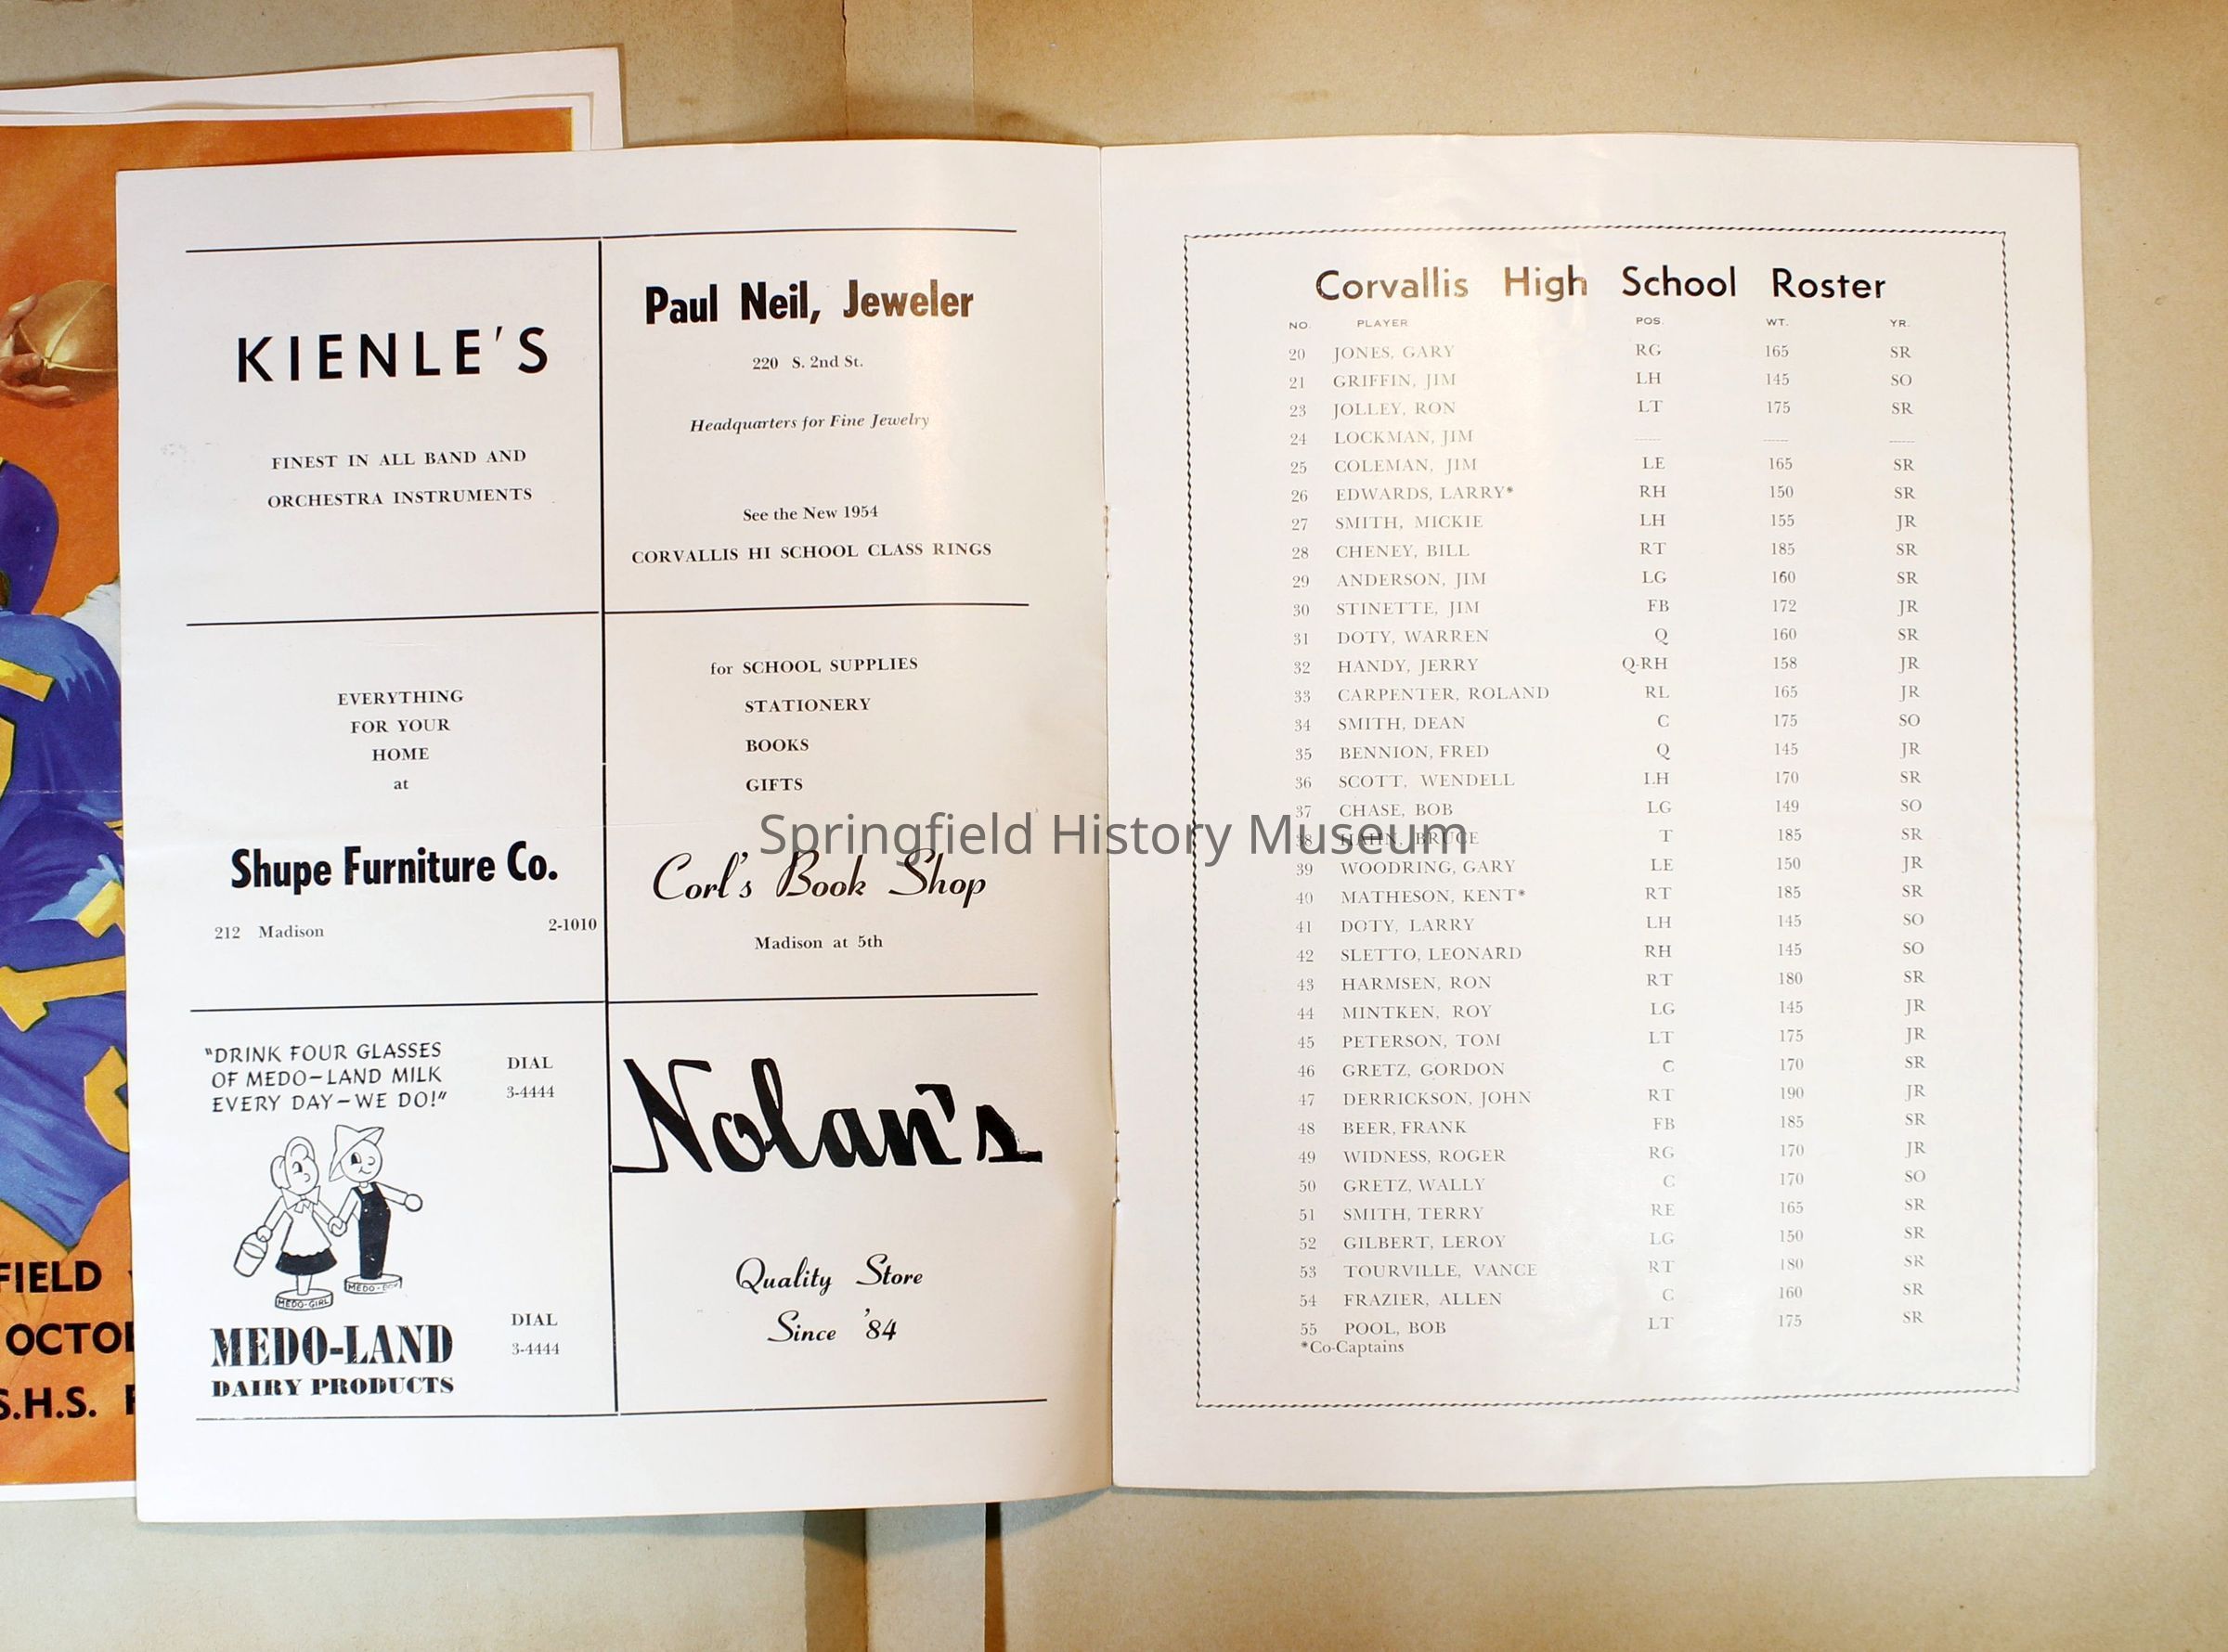 KIENLE'S
FINEST IN ALL BAND AND
ORCHESTRA INSTRUMENTS
Paul Neil, Jeweler
220 S. 2nd St.
Headquarters for Fine Jewelry
See the New 1954
CORVALLIS HI SCHOOL CLASS RINGS
EVERYTHING
FOR YOUR
HOME
at
Shupe Furniture Co.
212 Madison 2-1010
for SCHOOL SUPPLIES
STATIONERY
BOOKS
GIFTS
Corl's Book Shop
Madison at 5th
"DRINK FOUR GLASSES
OF MEDO-LAND MILK
EVERY DAY-WE DO!"
DIAL
3-4444
MEDO-GIRL
MEDO-BOY
MEDO-LAND
DAIRY PRODUCTS
DIAL
3-4444
Nolan's
Quality Store
Since '84
Corvallis High School Roster
NO. PLAYER POS. WT. YR.
20 JONES, GARY RG 165 SR
21 GRIFFIN, JIM LH 145 SO
23 JOLLEY, RON LT 175 SR
24 LOCKMAN, JIM —— —— ——
25 COLEMAN, JIM LE 165 SR
26 EDWARDS, LARRY* RH 150 SR
27 SMITH, MICKIE LH 155 JR
28 CHENEY, BILL RT 185 SR
29 ANDERSON, JIM LG 160 SR
30 STINETTE, JIM FB 172 JR
31 DOTY, WARREN Q 160 SR
32 HANDY, JERRY Q-RH 158 JR
33 CARPENTER, ROLAND RL 165 JR
34 SMITH, DEAN C 175 SO
35 BENNION, FRED Q 145 JR
36 SCOTT, WENDELL LH 170 SR
37 CHASE, BOB LG 149 SO
38 HAHN, BRUCE T 185 SR
39 WOODRING, GARY LE 150 JR
40 MATHESON, KENT* RT 185 SR
41 DOTY, LARRY LH 145 SO
42 SLETTO, LEONARD RH 145 SO
43 HARMSEN, RON RT 180 SR
44 MINTKEN, ROY LG 145 JR
45 PETERSON, TOM LT 175 JR
46 GRETZ, GORDON C 170 SR
47 DERRICKSON, JOHN RT 190 JR
48 BEER, FRANK FB 185 SR
49 WIDNESS, ROGER RG 170 JR
50 GRETZ, WALLY C 170 SO
51 SMITH, TERRY RE 165 SR
52 GILBERT, LEROY LG 150 SR
53 TOURVILLE, VANCE RT 180 SR
54 FRAZIER, ALLEN C 160 SR
55 POOL, BOB LT 175 SR
*Co-Captains
Springfield History Museum
FIELD
OCTO
S.H.S.